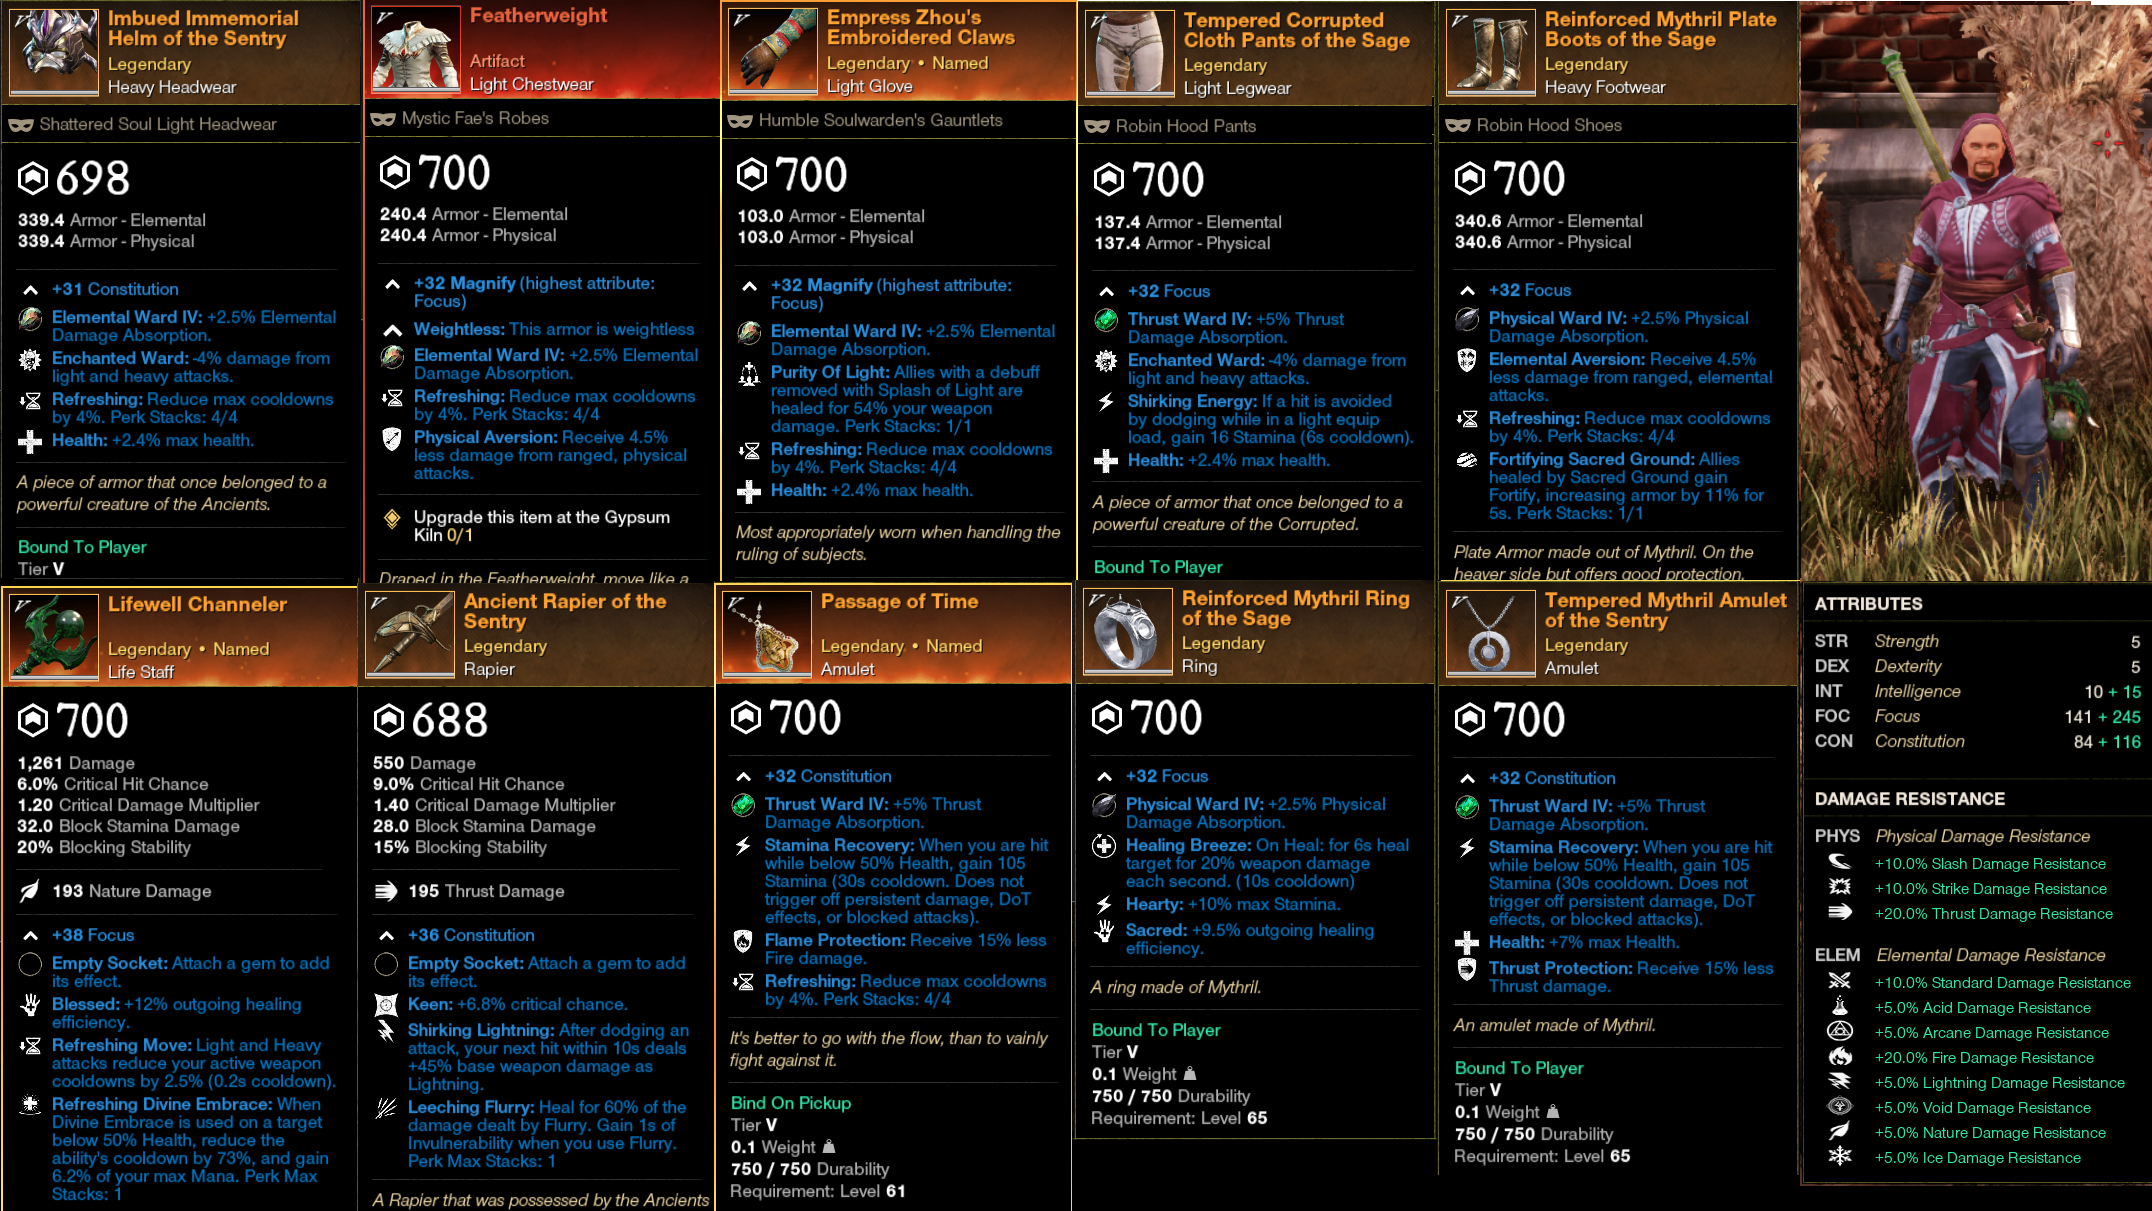 Imbued Immemorial
Helm of the Sentry
Legendary
Heavy Headwear
Shattered Soul Light Headwear
698
339.4 Armor - Elemental
339.4 Armor - Physical
+31 Constitution
Elemental Ward IV: +2.5% Elemental
Damage Absorption.
Enchanted Ward: -4% damage from
light and heavy attacks.
Refreshing: Reduce max cooldowns
by 4%. Perk Stacks: 4/4
Health: +2.4% max health.
A piece of armor that once belonged to a
powerful creature of the Ancients.
Bound To Player
Tier V
Featherweight
Artifact
Light Chestwear
Mystic Fae's Robes
700
240.4 Armor - Elemental
240.4 Armor - Physical
+32 Magnify (highest attribute:
Focus)
Weightless: This armor is weightless
Elemental Ward IV: +2.5% Elemental
Damage Absorption.
Refreshing: Reduce max cooldowns
by 4%. Perk Stacks: 4/4
Physical Aversion: Receive 4.5%
less damage from ranged, physical
attacks.
Upgrade this item at the Gypsum
Kiln 0/1
Draped in the Featherweight, move like a
Empress Zhou's
Embroidered Claws
Legendary • Named
Light Glove
Humble Soulwarden's Gauntlets
700
103.0 Armor - Elemental
103.0 Armor - Physical
+32 Magnify (highest attribute:
Focus)
Elemental Ward IV: +2.5% Elemental
Damage Absorption.
Purity Of Light: Allies with a debuff
removed with Splash of Light are
healed for 54% your weapon
damage. Perk Stacks: 1/1
Refreshing: Reduce max cooldowns
by 4%. Perk Stacks: 4/4
Health: +2.4% max health.
Most appropriately worn when handling the
ruling of subjects.
Tempered Corrupted
Cloth Pants of the Sage
Legendary
Light Legwear
Robin Hood Pants
700
137.4 Armor - Elemental
137.4 Armor - Physical
+32 Focus
Thrust Ward IV: +5% Thrust
Damage Absorption.
Enchanted Ward: -4% damage from
light and heavy attacks.
Shirking Energy: If a hit is avoided
by dodging while in a light equip
load, gain 16 Stamina (6s cooldown).
Health: +2.4% max health.
A piece of armor that once belonged to a
powerful creature of the Corrupted.
Bound To Player
Reinforced Mythril Plate
Boots of the Sage
Legendary
Heavy Footwear
Robin Hood Shoes
700
340.6 Armor - Elemental
340.6 Armor - Physical
+32 Focus
Physical Ward IV: +2.5% Physical
Damage Absorption.
Elemental Aversion: Receive 4.5%
less damage from ranged, elemental
attacks.
Refreshing: Reduce max cooldowns
by 4%. Perk Stacks: 4/4
Fortifying Sacred Ground: Allies
healed by Sacred Ground gain
Fortify, increasing armor by 11% for
5s. Perk Stacks: 1/1
Plate Armor made out of Mythril. On the
heaver side but offers good protection.
Lifewell Channeler
Legendary • Named
Life Staff
700
1,261 Damage
6.0% Critical Hit Chance
1.20 Critical Damage Multiplier
32.0 Block Stamina Damage
20% Blocking Stability
193 Nature Damage
+38 Focus
Empty Socket: Attach a gem to add
its effect.
Blessed: +12% outgoing healing
efficiency.
Refreshing Move: Light and Heavy
attacks reduce your active weapon
cooldowns by 2.5% (0.2s cooldown).
Refreshing Divine Embrace: When
Divine Embrace is used on a target
below 50% Health, reduce the
ability's cooldown by 73%, and gain
6.2% of your max Mana. Perk Max
Stacks: 1
Ancient Rapier of the
Sentry
Legendary
Rapier
688
550 Damage
9.0% Critical Hit Chance
1.40 Critical Damage Multiplier
28.0 Block Stamina Damage
15% Blocking Stability
195 Thrust Damage
+36 Constitution
Empty Socket: Attach a gem to add
its effect.
Keen: +6.8% critical chance.
Shirking Lightning: After dodging an
attack, your next hit within 10s deals
+45% base weapon damage as
Lightning.
Leeching Flurry: Heal for 60% of the
damage dealt by Flurry. Gain 1s of
Invulnerability when you use Flurry.
Perk Max Stacks: 1
A Rapier that was possessed by the Ancients
Passage of Time
Legendary • Named
Amulet
700
+32 Constitution
Thrust Ward IV: +5% Thrust
Damage Absorption.
Stamina Recovery: When you are hit
while below 50% Health, gain 105
Stamina (30s cooldown. Does not
trigger off persistent damage, DoT
effects, or blocked attacks).
Flame Protection: Receive 15% less
Fire damage.
Refreshing: Reduce max cooldowns
by 4%. Perk Stacks: 4/4
It's better to go with the flow, than to vainly
fight against it.
Bind On Pickup
Tier V
0.1 Weight
750 / 750 Durability
Requirement: Level 61
Reinforced Mythril Ring
of the Sage
Legendary
Ring
700
+32 Focus
Physical Ward IV: +2.5% Physical
Damage Absorption.
Healing Breeze: On Heal: for 6s heal
target for 20% weapon damage
each second. (10s cooldown)
Hearty: +10% max Stamina.
Sacred: +9.5% outgoing healing
efficiency.
A ring made of Mythril.
Bound To Player
Tier V
0.1 Weight
750 / 750 Durability
Requirement: Level 65
Tempered Mythril Amulet
of the Sentry
Legendary
Amulet
700
+32 Constitution
Thrust Ward IV: +5% Thrust
Damage Absorption.
Stamina Recovery: When you are hit
while below 50% Health, gain 105
Stamina (30s cooldown. Does not
trigger off persistent damage, DoT
effects, or blocked attacks).
Health: +7% max Health.
Thrust Protection: Receive 15% less
Thrust damage.
An amulet made of Mythril.
Bound To Player
Tier V
0.1 Weight
750 / 750 Durability
Requirement: Level 65
ATTRIBUTES
STR Strength 5
DEX Dexterity 5
INT Intelligence 10 + 15
FOC Focus 141 + 245
CON Constitution 84 + 116
DAMAGE RESISTANCE
PHYS Physical Damage Resistance
+10.0% Slash Damage Resistance
+10.0% Strike Damage Resistance
+20.0% Thrust Damage Resistance
ELEM Elemental Damage Resistance
+10.0% Standard Damage Resistance
+5.0% Acid Damage Resistance
+5.0% Arcane Damage Resistance
+20.0% Fire Damage Resistance
+5.0% Lightning Damage Resistance
+5.0% Void Damage Resistance
+5.0% Nature Damage Resistance
+5.0% Ice Damage Resistance